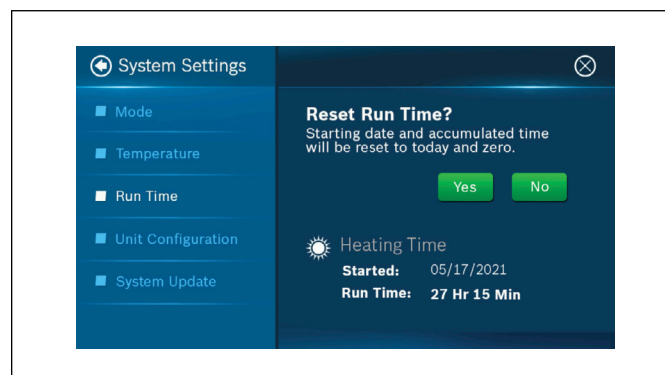 System Settings
Mode
Temperature
Run Time
Unit Configuration
System Update
Reset Run Time?
Starting date and accumulated time
will be reset to today and zero.
Yes No
Heating Time
Started: 05/17/2021
Run Time: 27 Hr 15 Min